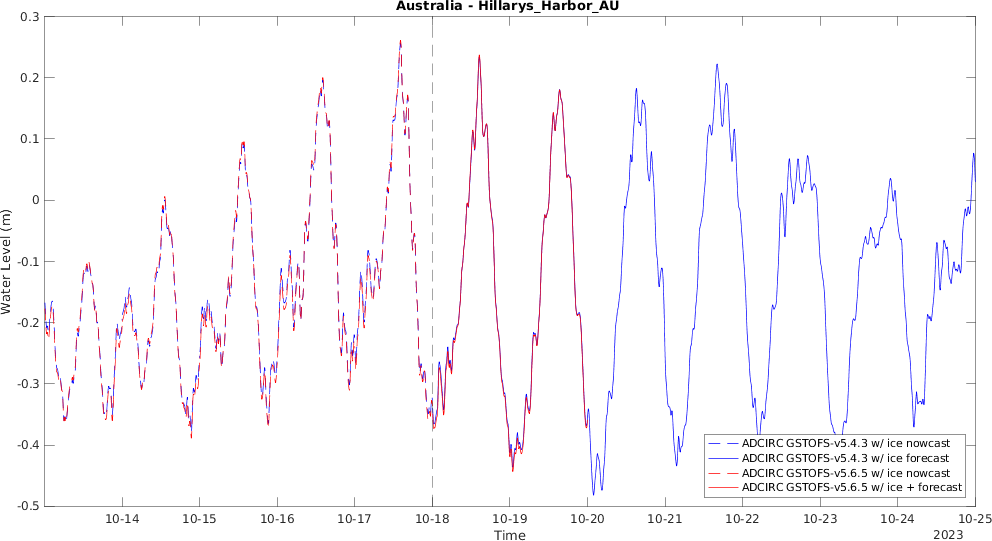 Australia - Hillarys_Harbor_AU
0.3
0.2
0.1
0
-0.1
-0.2
-0.3
-0.4
-0.5
Water Level (m)
ADCIRC GSTOFS-v5.4.3 w/ ice nowcast
ADCIRC GSTOFS-v5.4.3 w/ ice forecast
ADCIRC GSTOFS-v5.6.5 w/ ice nowcast
ADCIRC GSTOFS-v5.6.5 w/ ice + forecast
10-14 10-15 10-16 10-17 10-18 10-19 10-20 10-21 10-22 10-23 10-24 10-25
Time
2023